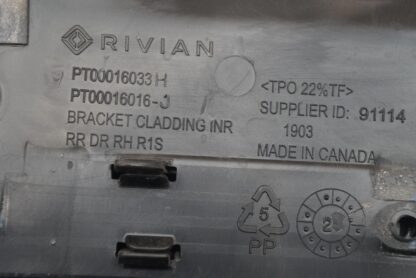 RIVIAN
PT00016033 H
PT00016016-J
BRACKET CLADDING INR
RR DR RH R1S
<TPO 22%TF>
SUPPLIER ID: 91114
1903
MADE IN CANADA
5
PP